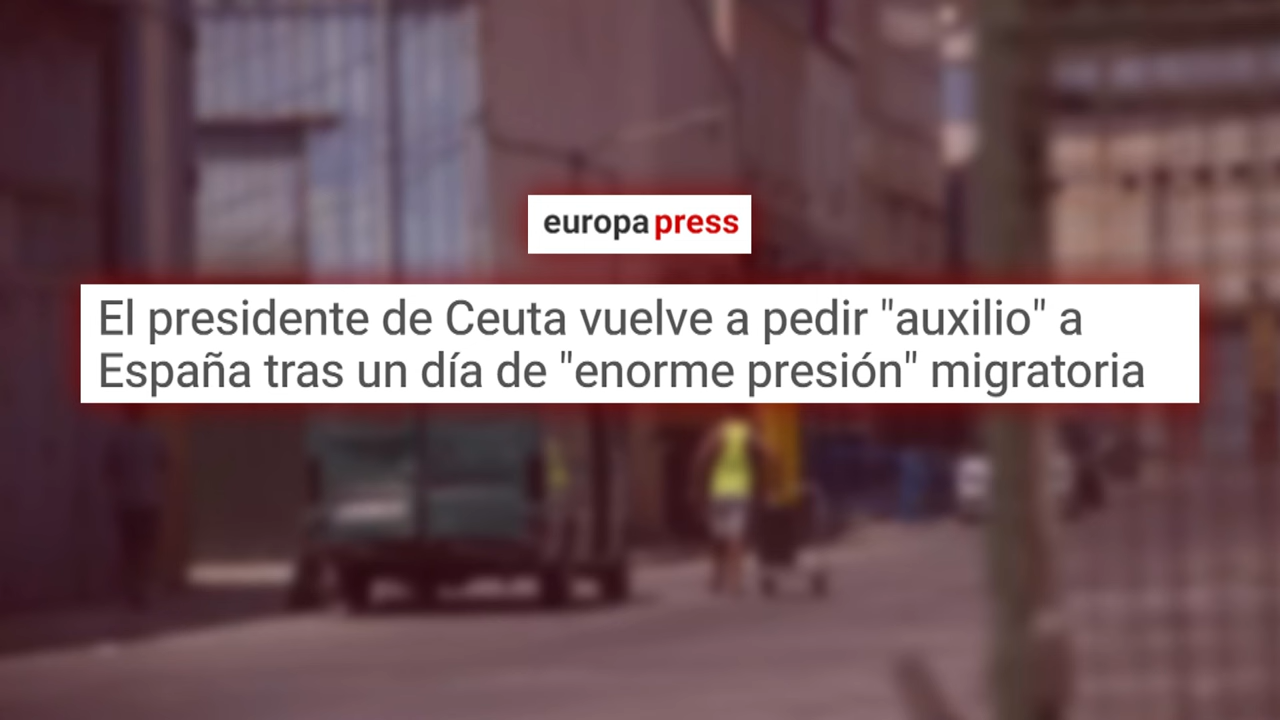 europa press
El presidente de Ceuta vuelve a pedir "auxilio" a
España tras un día de "enorme presión" migratoria